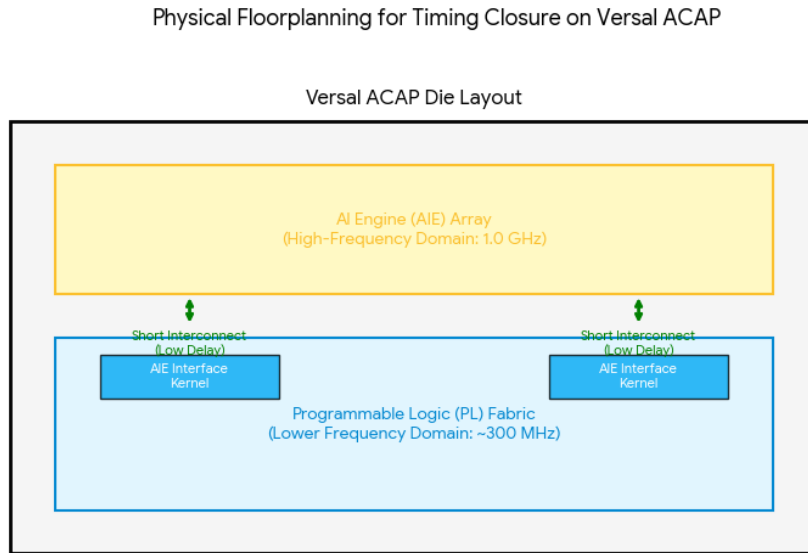 Physical Floorplanning for Timing Closure on Versal ACAP
Versal ACAP Die Layout
AI Engine (AIE) Array
(High-Frequency Domain: 1.0 GHz)
Short Interconnect
(Low Delay)
AIE Interface
Kernel
Short Interconnect
(Low Delay)
AIE Interface
Kernel
Programmable Logic (PL) Fabric
(Lower Frequency Domain: ~300 MHz)